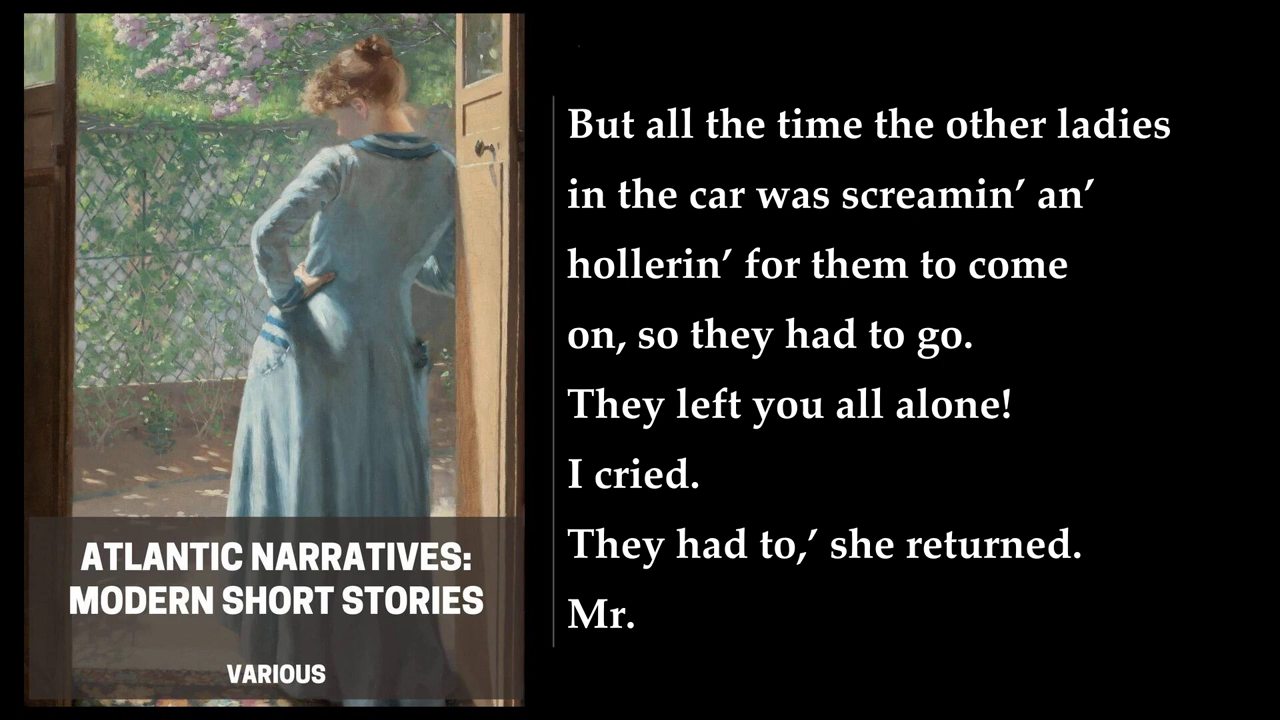 But all the time the other ladies
in the car was screamin’ an’
hollerin’ for them to come
on, so they had to go.
They left you all alone!
I cried.
They had to,’ she returned.
Mr.
ATLANTIC NARRATIVES:
MODERN SHORT STORIES
VARIOUS